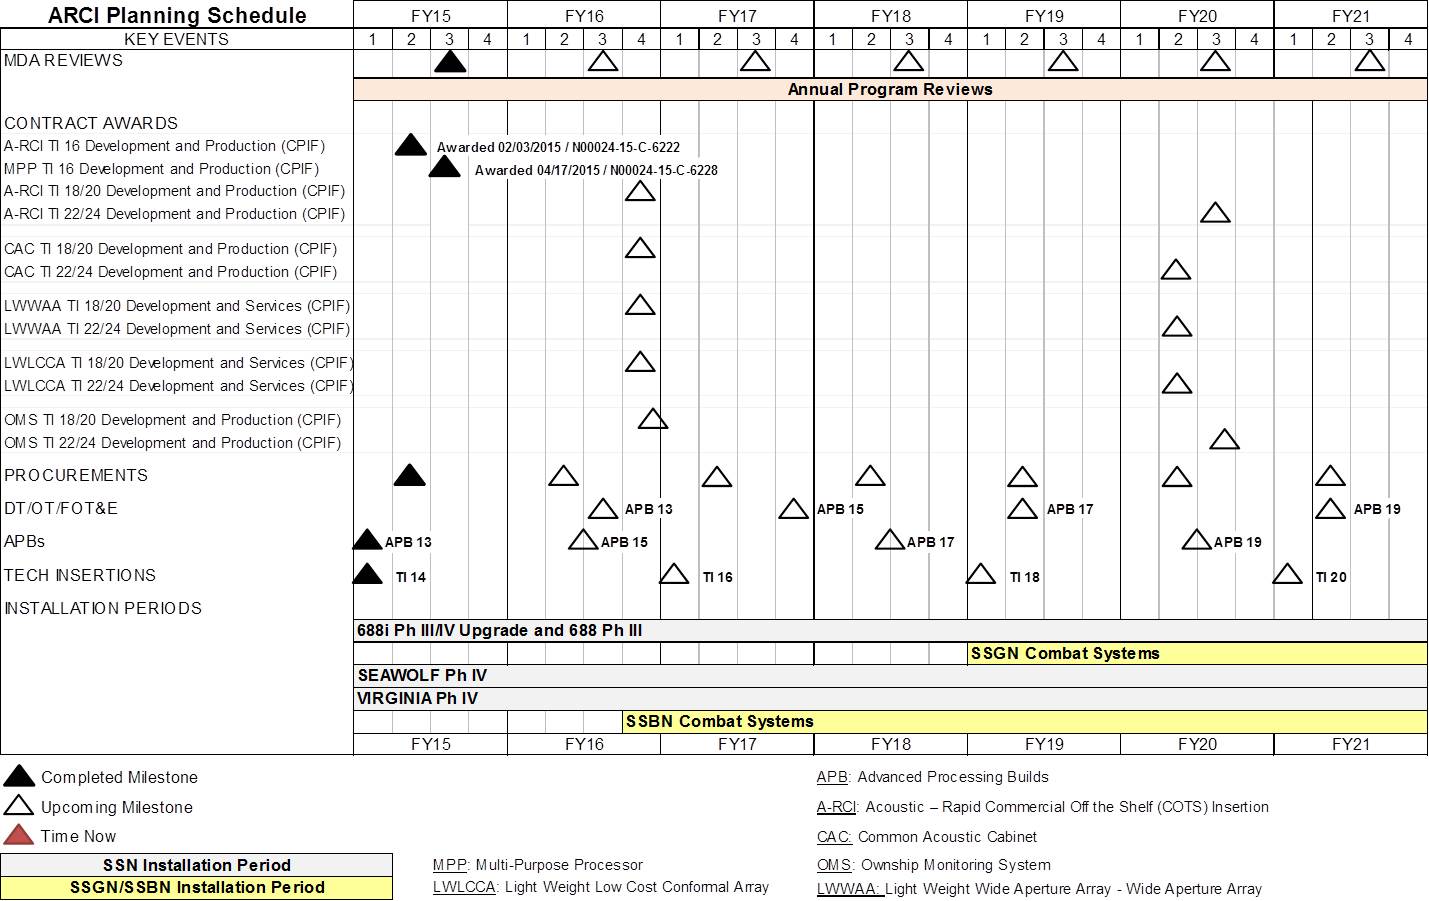 ARCI Planning Schedule FY15 FY16 FY17 FY18 FY19 FY20 FY21
KEY EVENTS 1 2 3 4 1 2 3 4 1 2 3 4 1 2 3 4 1 2 3 4 1 2 3 4 1 2 3 4
MDA REVIEWS
Annual Program Reviews
CONTRACT AWARDS
A-RCI TI 16 Development and Production (CPIF) Awarded 02/03/2015 / N00024-15-C-6222
MPP TI 16 Development and Production (CPIF) Awarded 04/17/2015 / N00024-15-C-6228
A-RCI TI 18/20 Development and Production (CPIF)
A-RCI TI 22/24 Development and Production (CPIF)
CAC TI 18/20 Development and Production (CPIF)
CAC TI 22/24 Development and Production (CPIF)
LWWAA TI 18/20 Development and Services (CPIF)
LWWAA TI 22/24 Development and Services (CPIF)
LWLCCA TI 18/20 Development and Services (CPIF)
LWLCCA TI 22/24 Development and Services (CPIF)
OMS TI 18/20 Development and Production (CPIF)
OMS TI 22/24 Development and Production (CPIF)
PROCUREMENTS
DT/OT/FOT&E APB 13 APB 15 APB 17 APB 19
APBs APB 13 APB 15 APB 17 APB 19
TECH INSERTIONS TI 14 TI 16 TI 18 TI 20
INSTALLATION PERIODS
688i Ph III/IV Upgrade and 688 Ph III
SSGN Combat Systems
SEAWOLF Ph IV
VIRGINIA Ph IV
SSBN Combat Systems
FY15 FY16 FY17 FY18 FY19 FY20 FY21
Completed Milestone
Upcoming Milestone
Time Now
SSN Installation Period
SSGN/SSBN Installation Period
MPP: Multi-Purpose Processor
LWLCCA: Light Weight Low Cost Conformal Array
APB: Advanced Processing Builds
A-RCI: Acoustic – Rapid Commercial Off the Shelf (COTS) Insertion
CAC: Common Acoustic Cabinet
OMS: Ownship Monitoring System
LWWAA: Light Weight Wide Aperture Array - Wide Aperture Array